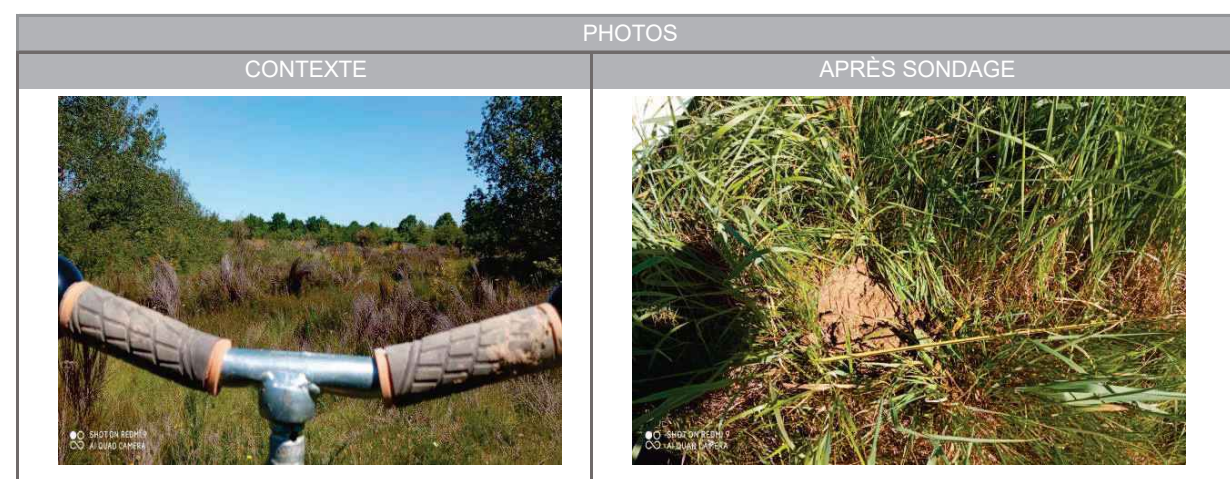 PHOTOS
CONTEXTE
APRÈS SONDAGE
SHOT ON REDMI 9
AI QUAD CAMERA
SHOT ON REDMI 9
AI QUAD CAMERA